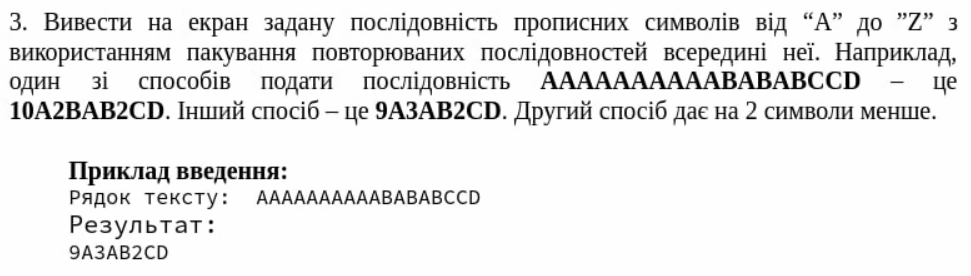 3. Вивести на екран задану послідовність прописних символів від “A” до ”Z” з
використанням пакування повторюваних послідовностей всередині неї. Наприклад,
один зі способів подати послідовність AAAAAAAAAABABABCCD – це
10A2BAB2CD. Інший спосіб – це 9A3AB2CD. Другий спосіб дає на 2 символи менше.
Приклад введення:
Рядок тексту: AAAAAAAAAABABABCCD
Результат:
9A3AB2CD